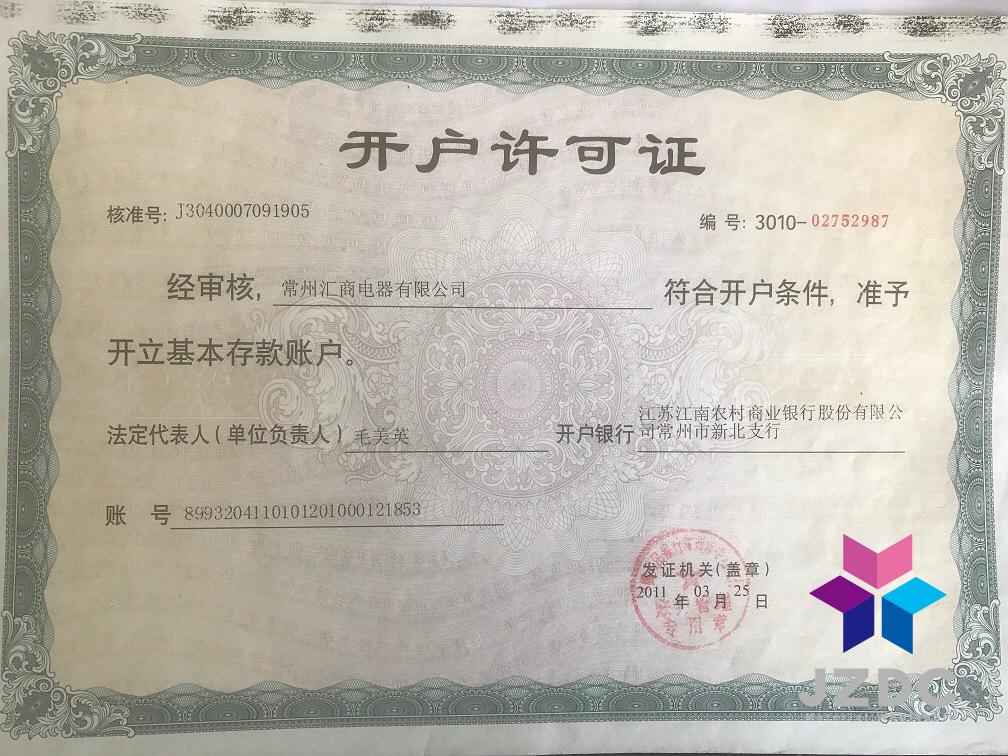 开户许可证
核准号: J3040007091905
编 号: 3010-02752987
经审核, 常州汇商电器有限公司 符合开户条件, 准予
开立基本存款账户。
法定代表人(单位负责人) 毛美英
开户银行 江苏江南农村商业银行股份有限公
司常州市新北支行
账 号 8993204110101201000121853
发证机关(盖章)
2011 年 03 月 25 日
JZDC